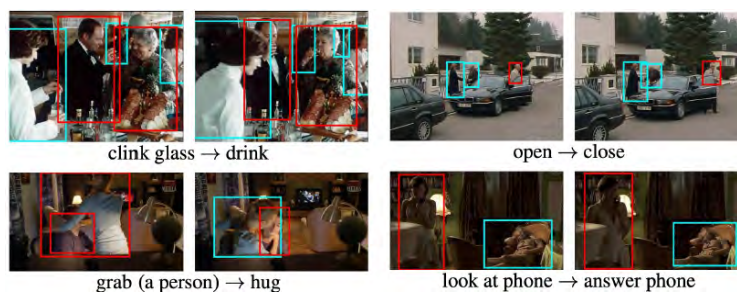 clink glass → drink
open → close
grab (a person) → hug
look at phone → answer phone